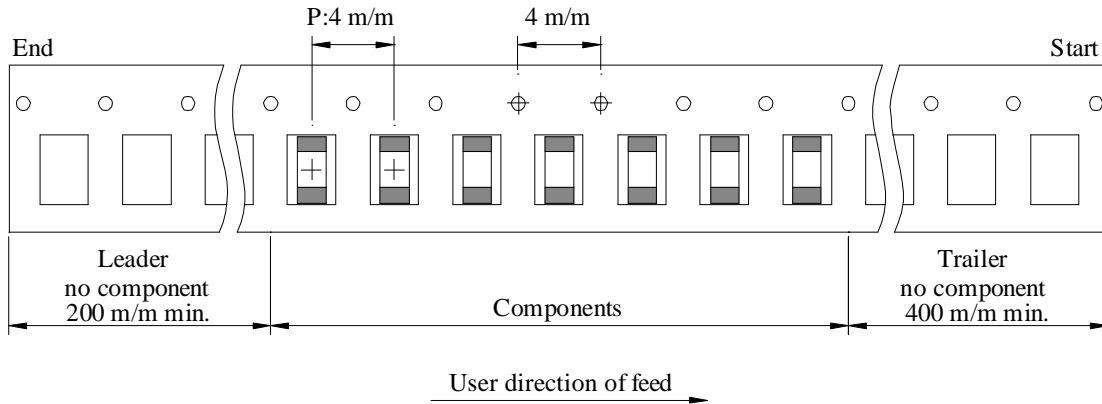 P:4 m/m
4 m/m
End
Start
Leader
no component
200 m/m min.
Components
Trailer
no component
400 m/m min.
User direction of feed